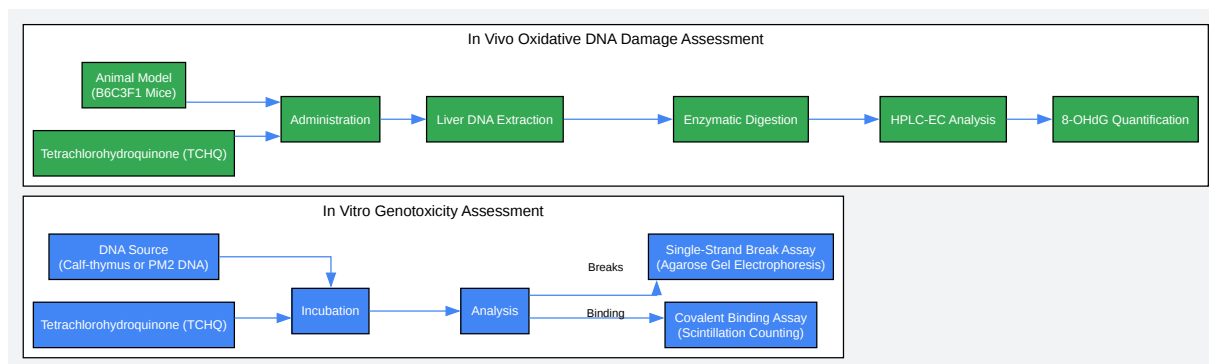 In Vivo Oxidative DNA Damage Assessment
Animal Model
(B6C3F1 Mice)
Tetrachlorohydroquinone (TCHQ)
Administration
Liver DNA Extraction
Enzymatic Digestion
HPLC-EC Analysis
8-OHdG Quantification
In Vitro Genotoxicity Assessment
DNA Source
(Calf-thymus or PM2 DNA)
Tetrachlorohydroquinone (TCHQ)
Incubation
Analysis
Breaks
Binding
Single-Strand Break Assay
(Agarose Gel Electrophoresis)
Covalent Binding Assay
(Scintillation Counting)